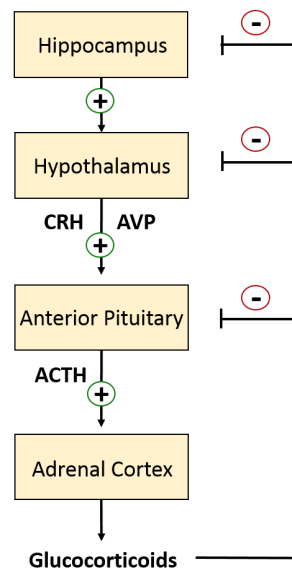 Hippocampus
-
+
Hypothalamus
-
CRH AVP
+
Anterior Pituitary
-
ACTH
+
Adrenal Cortex
Glucocorticoids